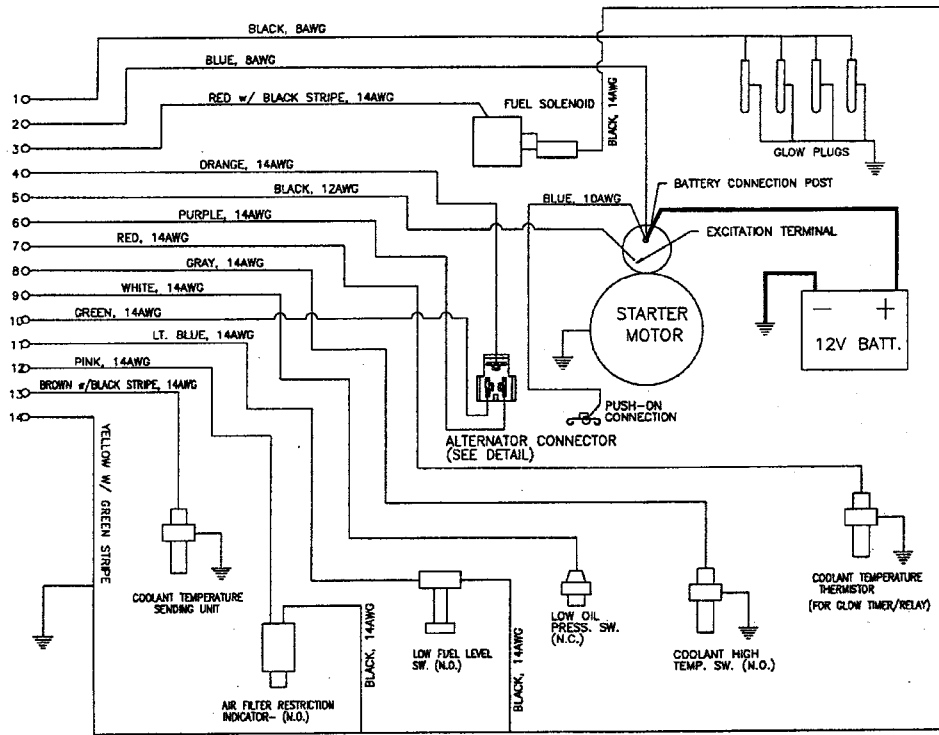 BLACK, 8AWG
BLUE, 8AWG
1
RED w/ BLACK STRIPE, 14AWG
FUEL SOLENOID
BLACK, 14AWG
2
3
GLOW PLUGS
4
ORANGE, 14AWG
5
BLACK, 12AWG
BLUE, 10AWG
BATTERY CONNECTION POST
6
PURPLE, 14AWG
EXCITATION TERMINAL
7
RED, 14AWG
8
GRAY, 14AWG
9
WHITE, 14AWG
10
GREEN, 14AWG
STARTER
MOTOR
- +
12V BATT.
11
LT. BLUE, 14AWG
12
PINK, 14AWG
13
BROWN w/BLACK STRIPE, 14AWG
14
PUSH-ON
CONNECTION
ALTERNATOR CONNECTOR
(SEE DETAIL)
YELLOW W/ GREEN STRIPE
COOLANT TEMPERATURE
SENDING UNIT
COOLANT TEMPERATURE
THERMISTOR
(FOR GLOW TIMER/RELAY)
LOW OIL
PRESS. SW.
(N.C.)
BLACK, 14AWG
LOW FUEL LEVEL
SW. (N.O.)
BLACK, 14AWG
COOLANT HIGH
TEMP. SW. (N.O.)
AIR FILTER RESTRICTION
INDICATOR- (N.O.)